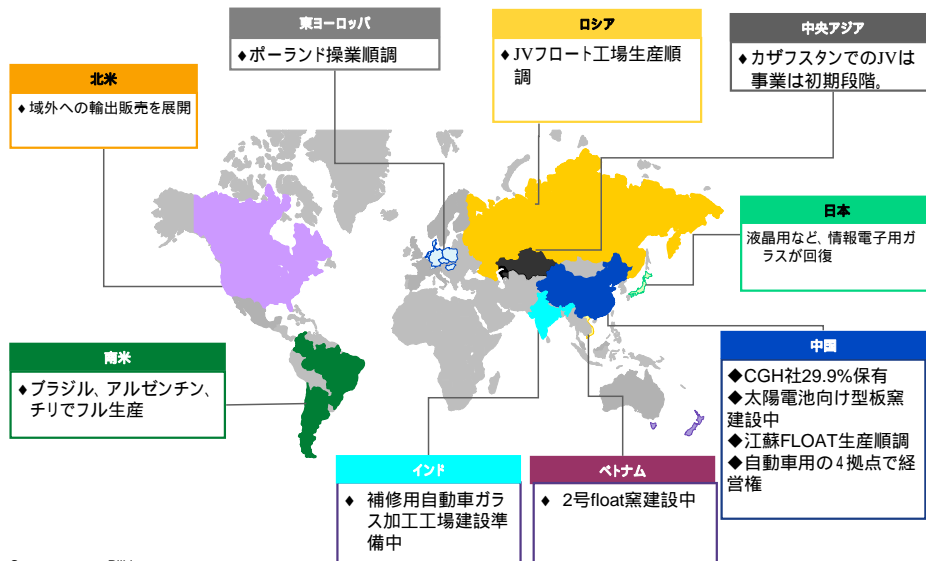 東ヨーロッパ
♦ポーランド操業順調
ロシア
♦JVフロート工場生産順
調
中央アジア
♦カザフスタンでのJVは
事業は初期段階。
北米
♦域外への輸出販売を展開
日本
液晶用など、情報電子用ガ
ラスが回復
南米
♦ブラジル、アルゼンチン、
チリでフル生産
中国
◆CGH社29.9%保有
◆太陽電池向け型板窯
建設中
◆江蘇FLOAT生産順調
◆自動車用の4拠点で経
営権
インド
♦ 補修用自動車ガラ
ス加工工場建設準
備中
ベトナム
♦ 2号float窯建設中